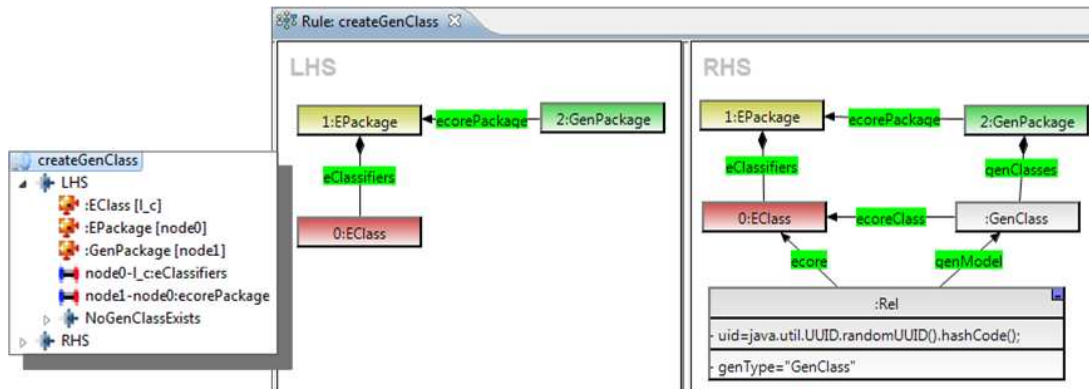 Rule: createGenClass
LHS
1:EPackage
ecorePackage
2:GenPackage
eClassifiers
0:EClass
RHS
1:EPackage
ecorePackage
2:GenPackage
eClassifiers
genClasses
0:EClass
ecoreClass
:GenClass
ecore
genModel
:Rel
- uid=java.util.UUID.randomUUID().hashCode();
- genType="GenClass"
createGenClass
LHS
:EClass [l_c]
:EPackage [node0]
:GenPackage [node1]
node0-l_c:eClassifiers
node1-node0:ecorePackage
NoGenClassExists
RHS